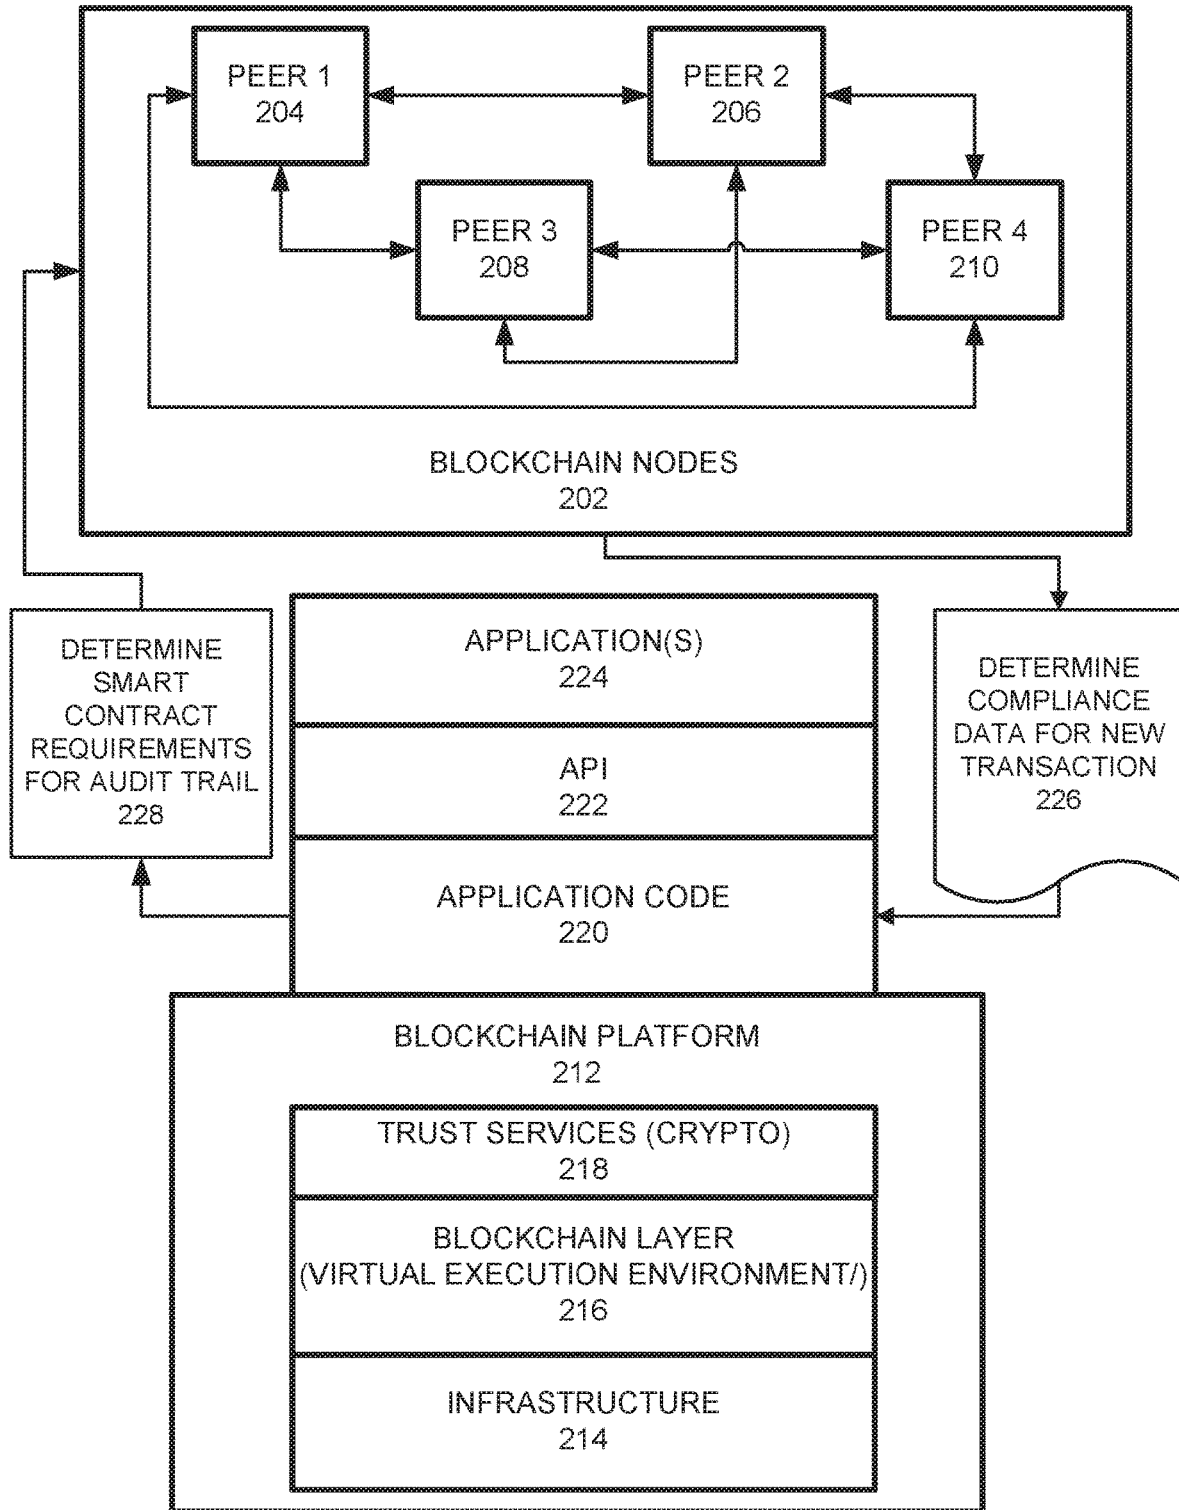 PEER 1
204
PEER 2
206
PEER 3
208
PEER 4
210
BLOCKCHAIN NODES
202
DETERMINE
SMART
CONTRACT
REQUIREMENTS
FOR AUDIT TRAIL
228
APPLICATION(S)
224
API
222
APPLICATION CODE
220
DETERMINE
COMPLIANCE
DATA FOR NEW
TRANSACTION
226
BLOCKCHAIN PLATFORM
212
TRUST SERVICES (CRYPTO)
218
BLOCKCHAIN LAYER
(VIRTUAL EXECUTION ENVIRONMENT/)
216
INFRASTRUCTURE
214